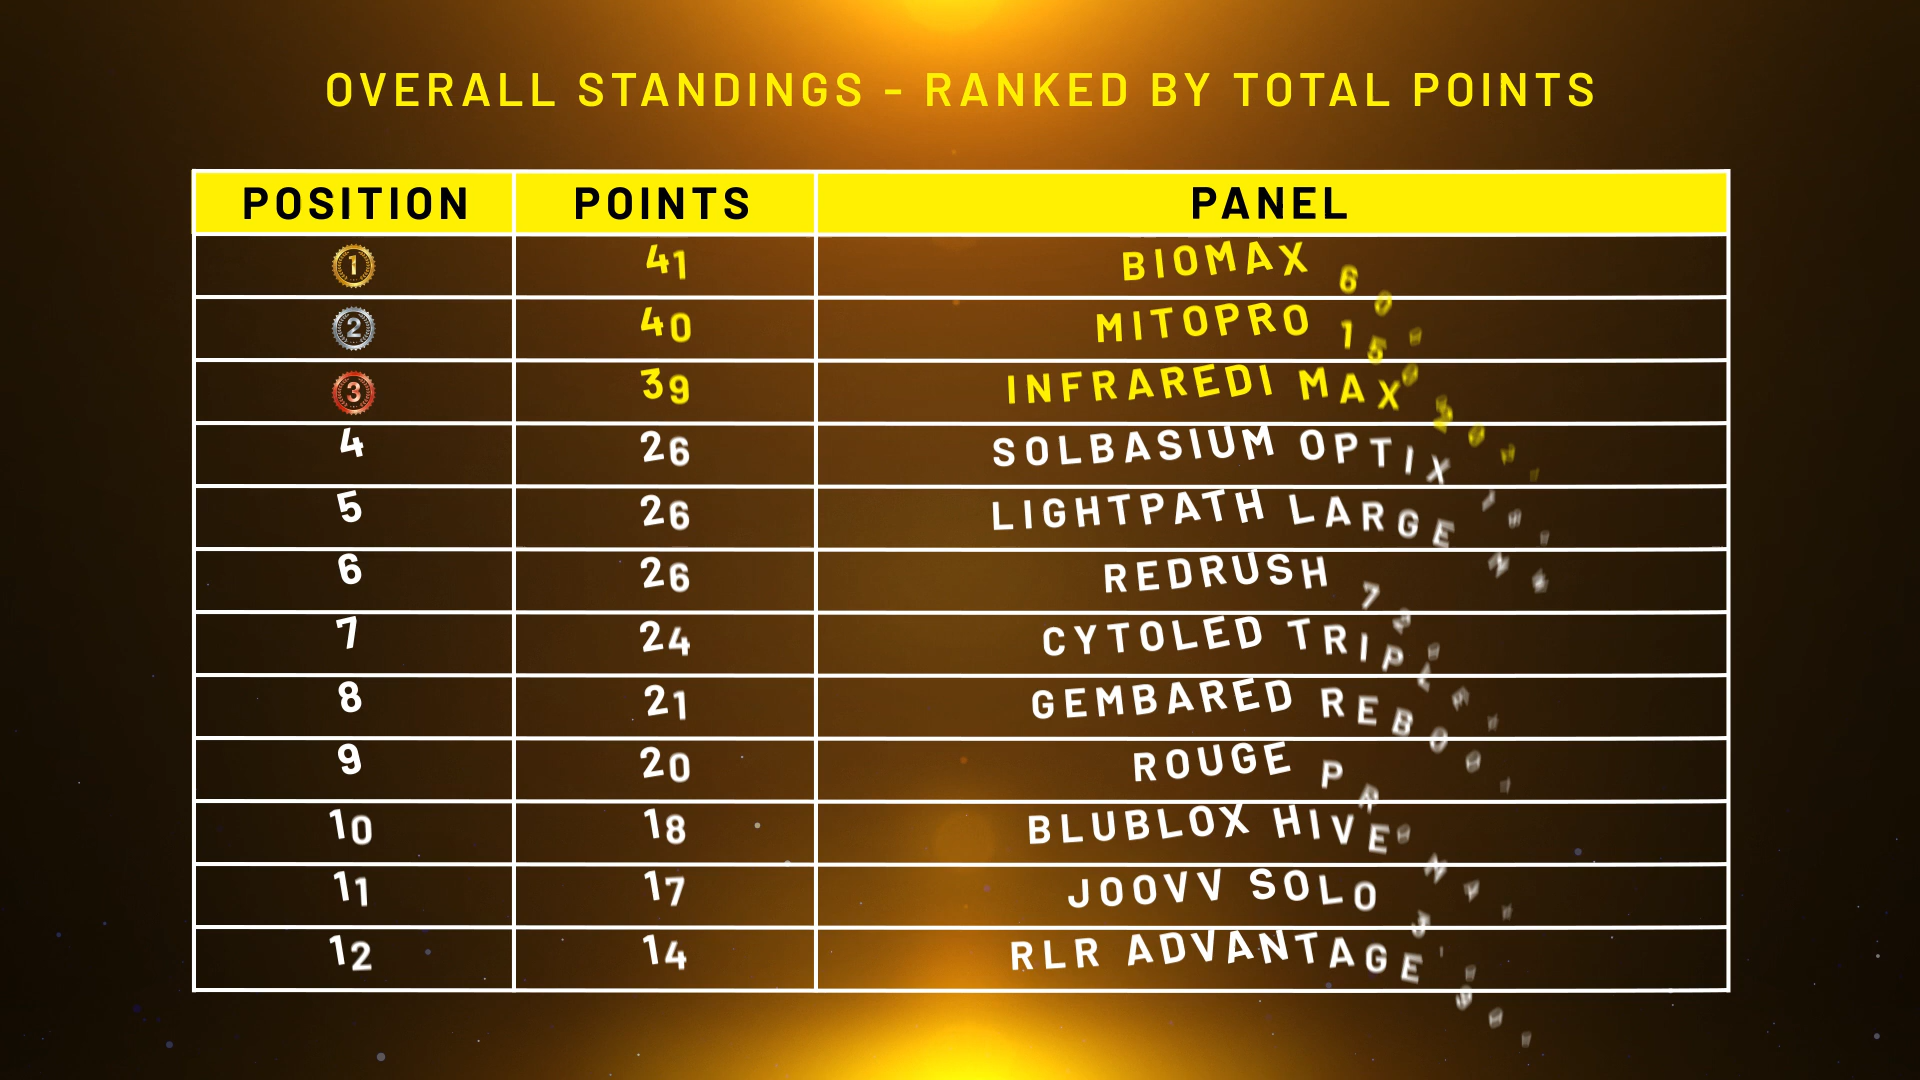 OVERALL STANDINGS - RANKED BY TOTAL POINTS
POSITION POINTS PANEL
1 41 BIOMAX
2 40 MITOPRO
3 39 INFRAREDI MAX
4 26 SOLBASIUM OPTIX
5 26 LIGHTPATH LARGE
6 26 REDRUSH
7 24 CYTOLED
8 21 GEMBARED
9 20 ROUGE
10 18 BLUBLOX HIVE
11 17 JOOVV SOLO
12 14 RLR ADVANTAGE